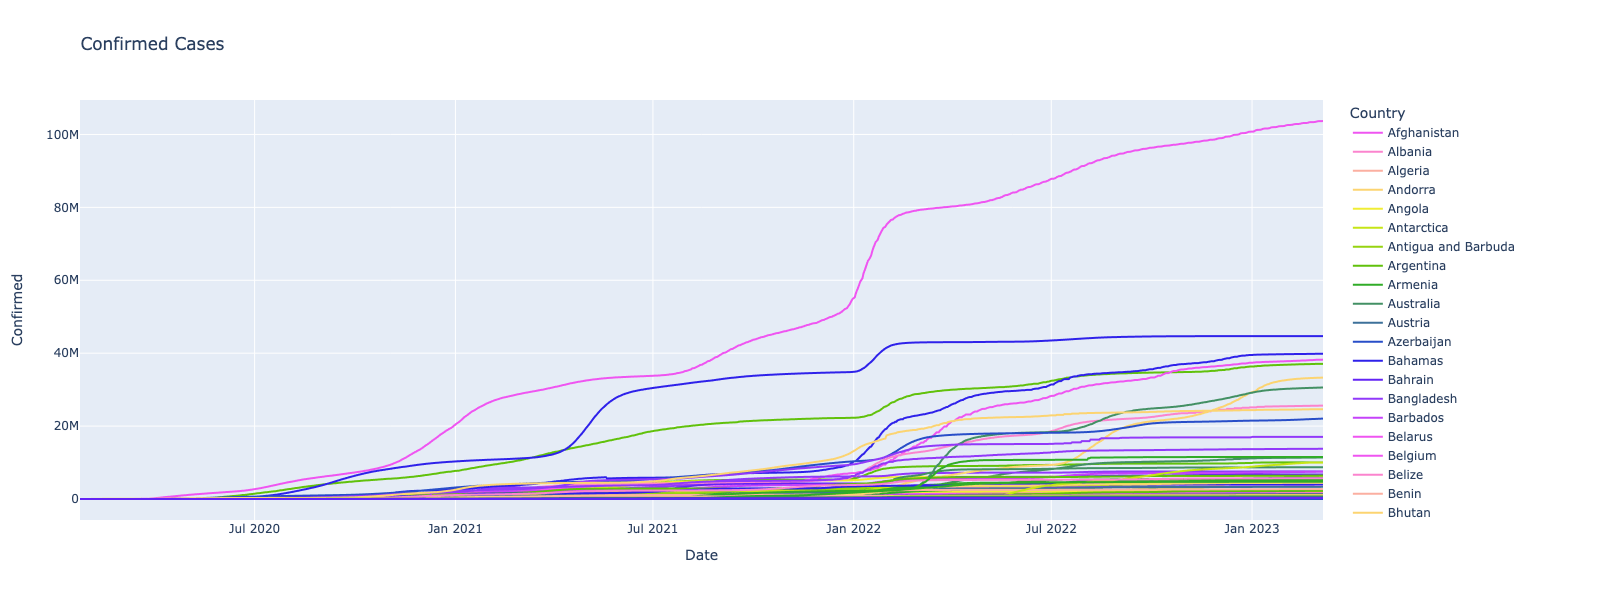 Confirmed Cases
Confirmed
100M
80M
60M
40M
20M
0
Jul 2020
Jan 2021
Jul 2021
Jan 2022
Jul 2022
Jan 2023
Date
Country
Afghanistan
Albania
Algeria
Andorra
Angola
Antarctica
Antigua and Barbuda
Argentina
Armenia
Australia
Austria
Azerbaijan
Bahamas
Bahrain
Bangladesh
Barbados
Belarus
Belgium
Belize
Benin
Bhutan